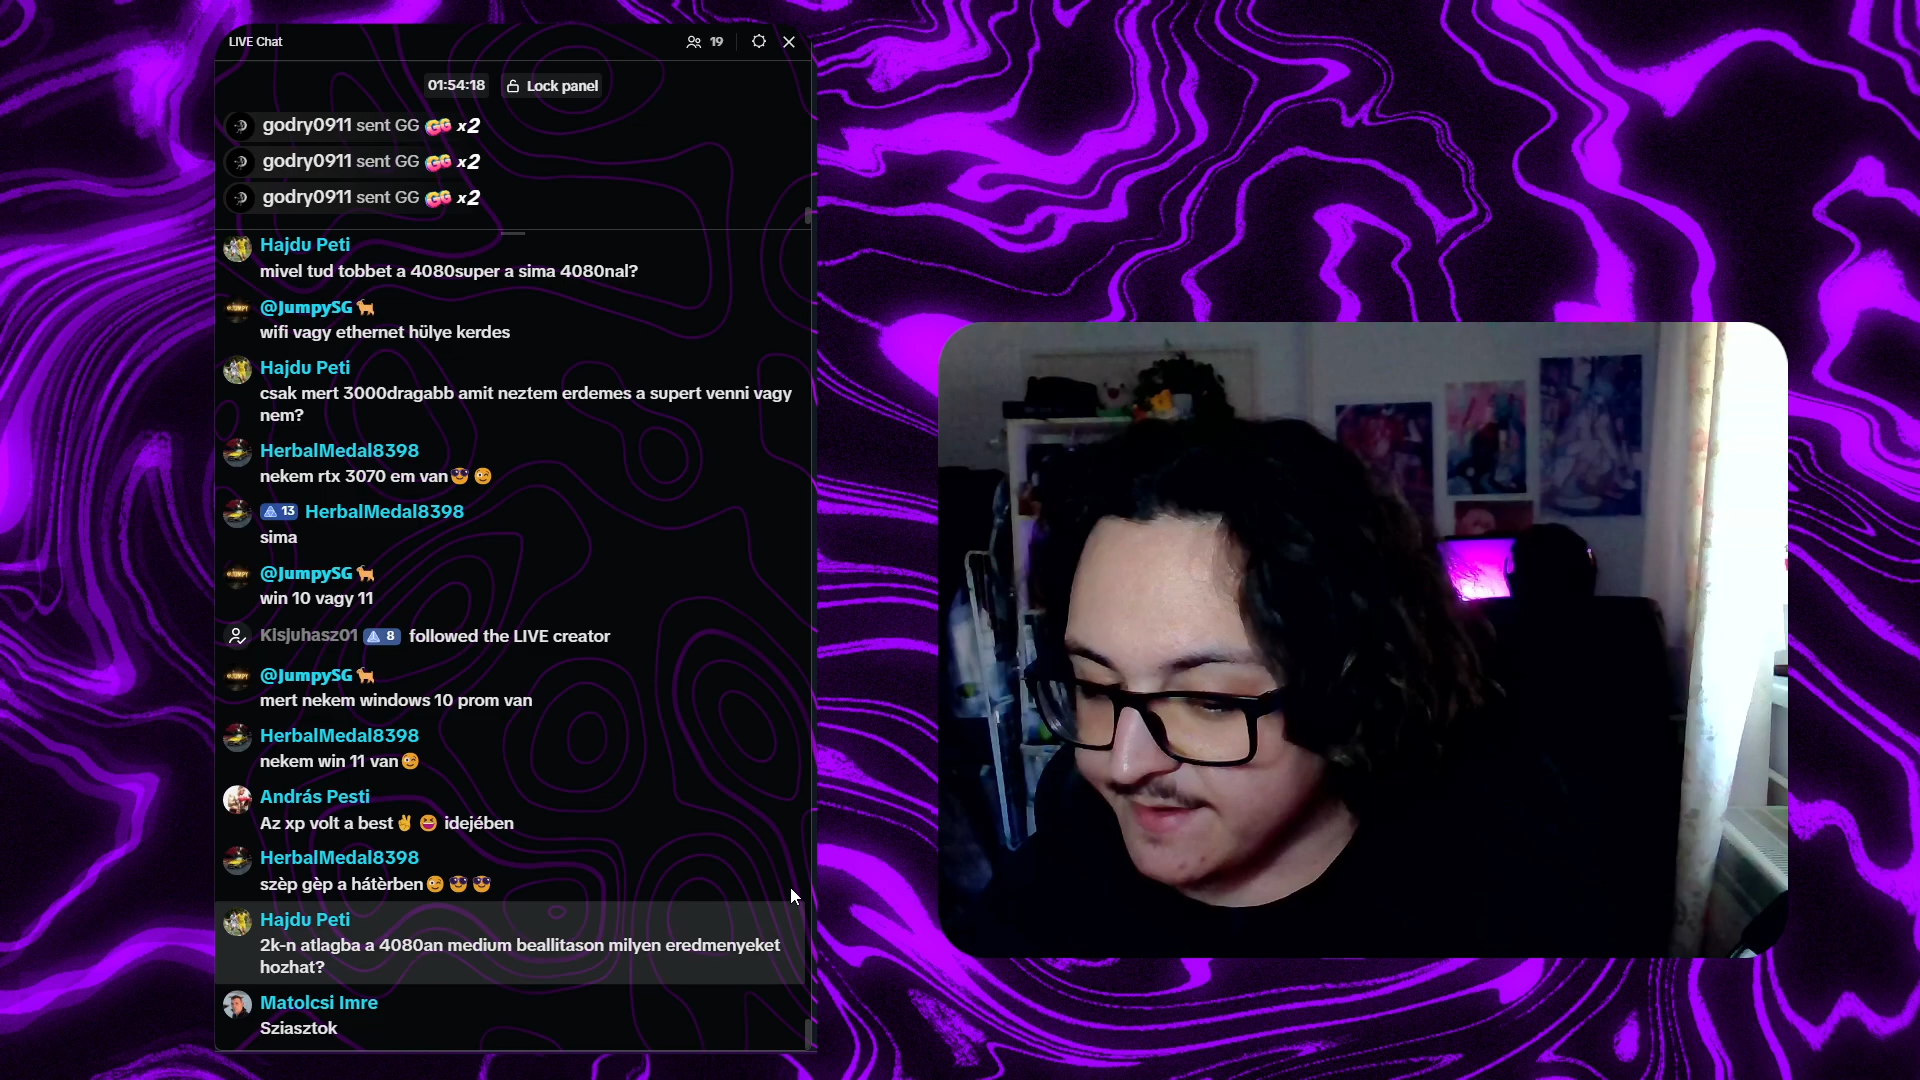 LIVE Chat
19
01:54:18
Lock panel
godry0911 sent GG GG x2
godry0911 sent GG GG x2
godry0911 sent GG GG x2
Hajdu Peti
mivel tud tobbet a 4080super a sima 4080nal?
@JumpySG
wifi vagy ethernet hülye kerdes
Hajdu Peti
csak mert 3000dragabb amit neztem erdemes a supert venni vagy
nem?
HerbalMedal8398
nekem rtx 3070 em van😎 😉
13 HerbalMedal8398
sima
@JumpySG
win 10 vagy 11
Kisjuhasz01 8 followed the LIVE creator
@JumpySG
mert nekem windows 10 prom van
HerbalMedal8398
nekem win 11 van😉
András Pesti
Az xp volt a best✌ 😆 idejében
HerbalMedal8398
szèp gèp a hátèrben😉 😎 😎
Hajdu Peti
2k-n atlagba a 4080an medium beallitason milyen eredmenyeket
hozhat?
Matolcsi Imre
Sziasztok